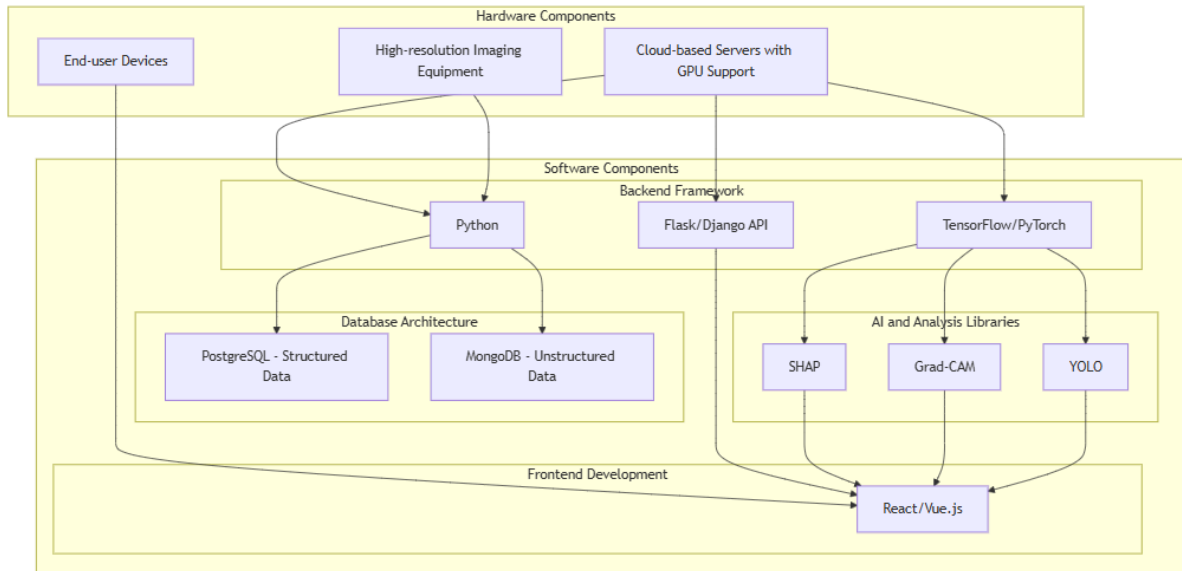 Hardware Components
End-user Devices
High-resolution Imaging
Equipment
Cloud-based Servers with
GPU Support
Software Components
Backend Framework
Python
Flask/Django API
TensorFlow/PyTorch
Database Architecture
PostgreSQL - Structured
Data
MongoDB - Unstructured
Data
AI and Analysis Libraries
SHAP
Grad-CAM
YOLO
Frontend Development
React/Vue.js